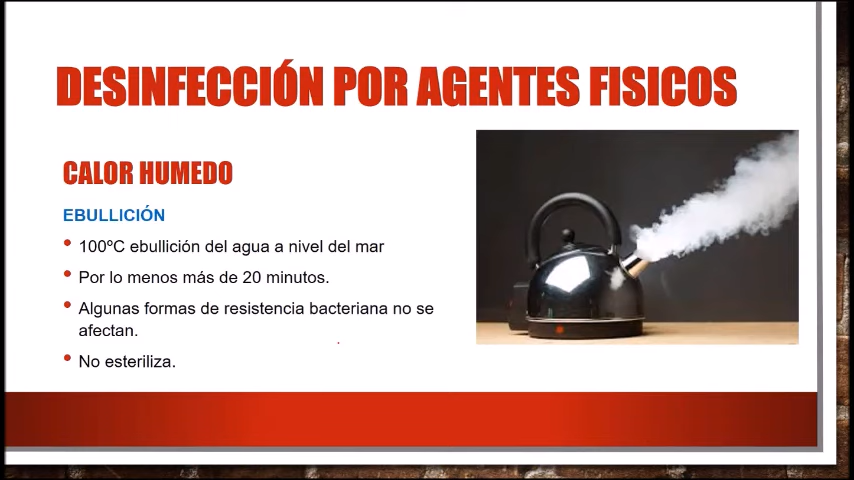 DESINFECCIÓN POR AGENTES FISICOS
CALOR HUMEDO
EBULLICIÓN
• 100ºC ebullición del agua a nivel del mar
• Por lo menos más de 20 minutos.
• Algunas formas de resistencia bacteriana no se
afectan.
• No esteriliza.